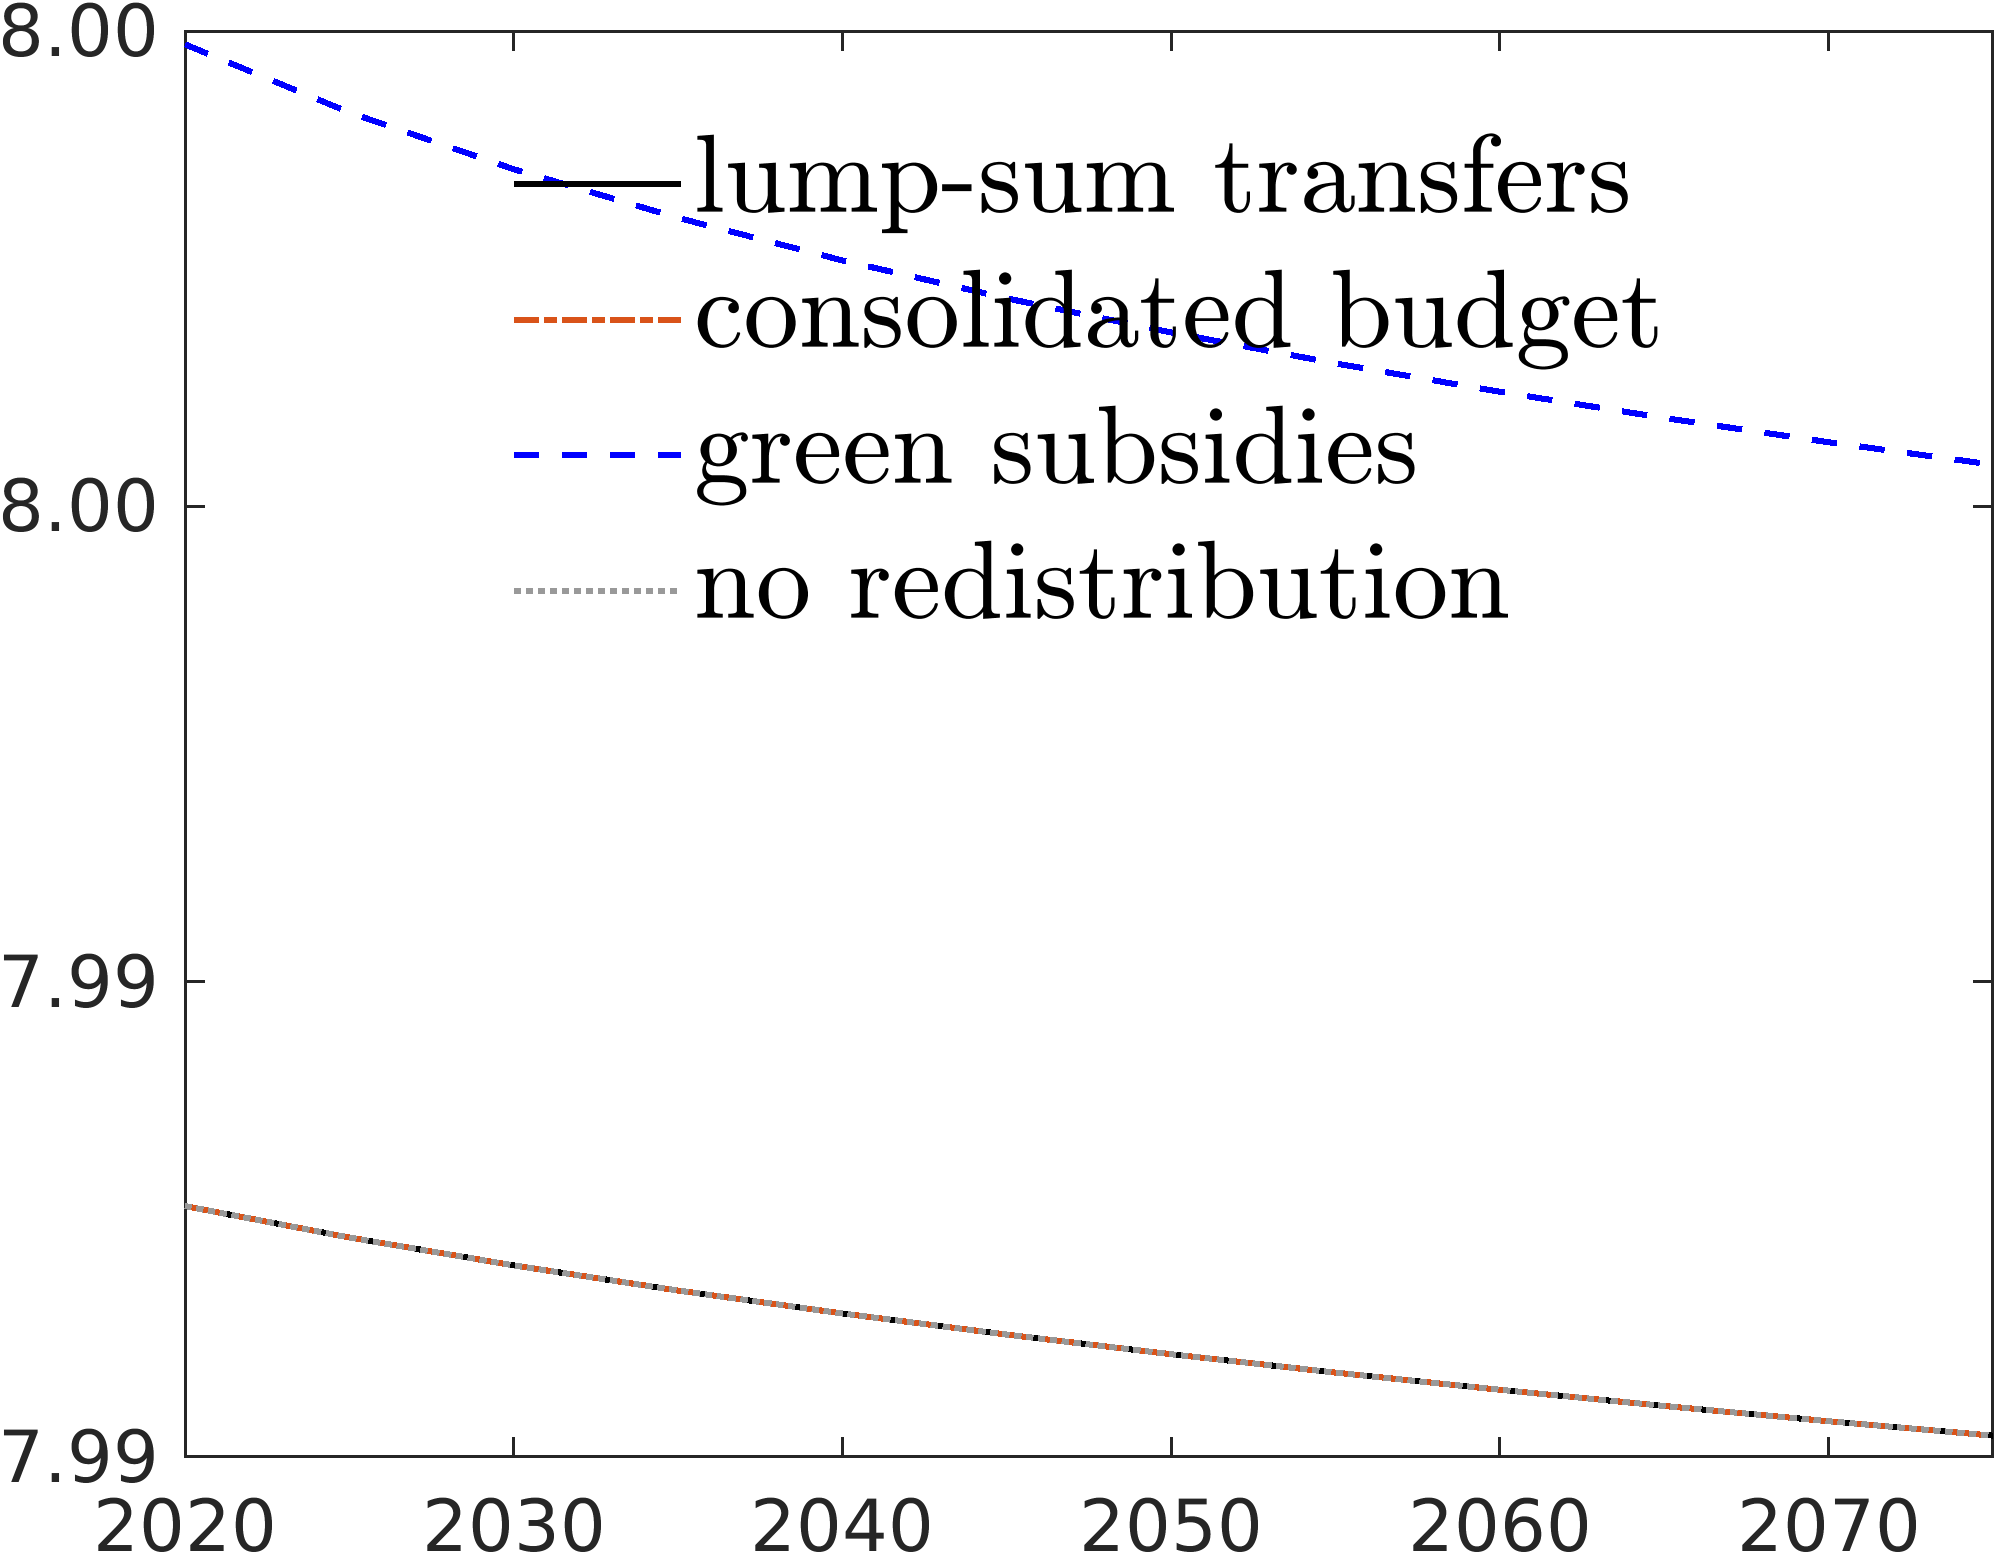 8.00
lump-sum transfers
consolidated budget
green subsidies
8.00
no redistribution
7.99
7.99
2020 2030 2040 2050 2060 2070